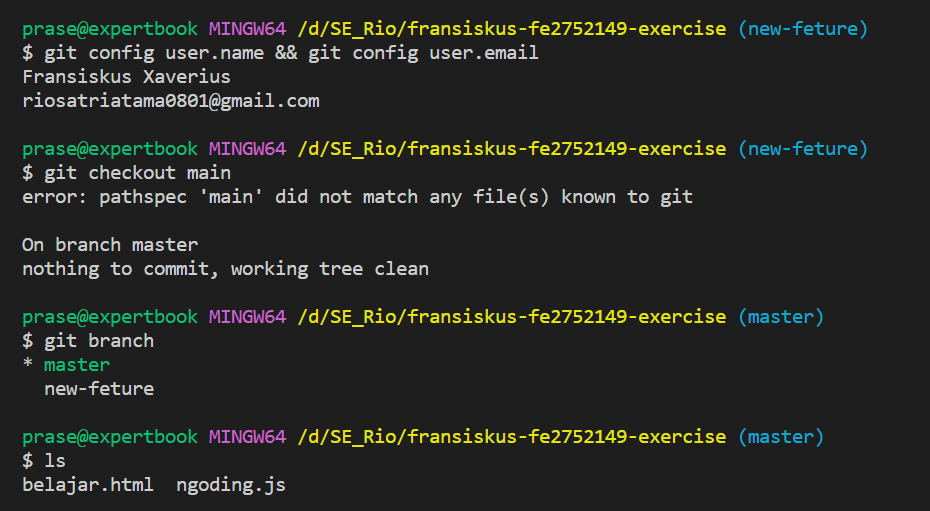 prase@expertbook MINGW64 /d/SE_Rio/fransiskus-fe2752149-exercise (new-feture)
$ git config user.name && git config user.email
Fransiskus Xaverius
riosatriatama0801@gmail.com
prase@expertbook MINGW64 /d/SE_Rio/fransiskus-fe2752149-exercise (new-feture)
$ git checkout main
error: pathspec 'main' did not match any file(s) known to git
On branch master
nothing to commit, working tree clean
prase@expertbook MINGW64 /d/SE_Rio/fransiskus-fe2752149-exercise (master)
$ git branch
* master
new-feture
prase@expertbook MINGW64 /d/SE_Rio/fransiskus-fe2752149-exercise (master)
$ ls
belajar.html  ngoding.js